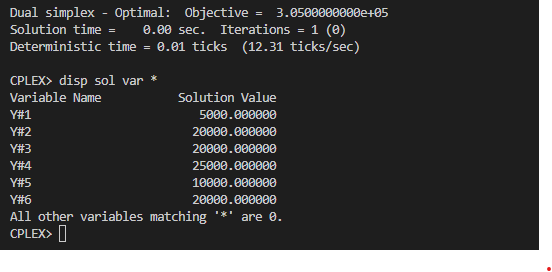 Dual simplex - Optimal:  Objective =  3.0500000000e+05
Solution time =    0.00 sec.  Iterations = 1 (0)
Deterministic time = 0.01 ticks  (12.31 ticks/sec)
CPLEX> disp sol var *
Variable Name           Solution Value
Y#1                        5000.000000
Y#2                       20000.000000
Y#3                       20000.000000
Y#4                       25000.000000
Y#5                       10000.000000
Y#6                       20000.000000
All other variables matching '*' are 0.
CPLEX>